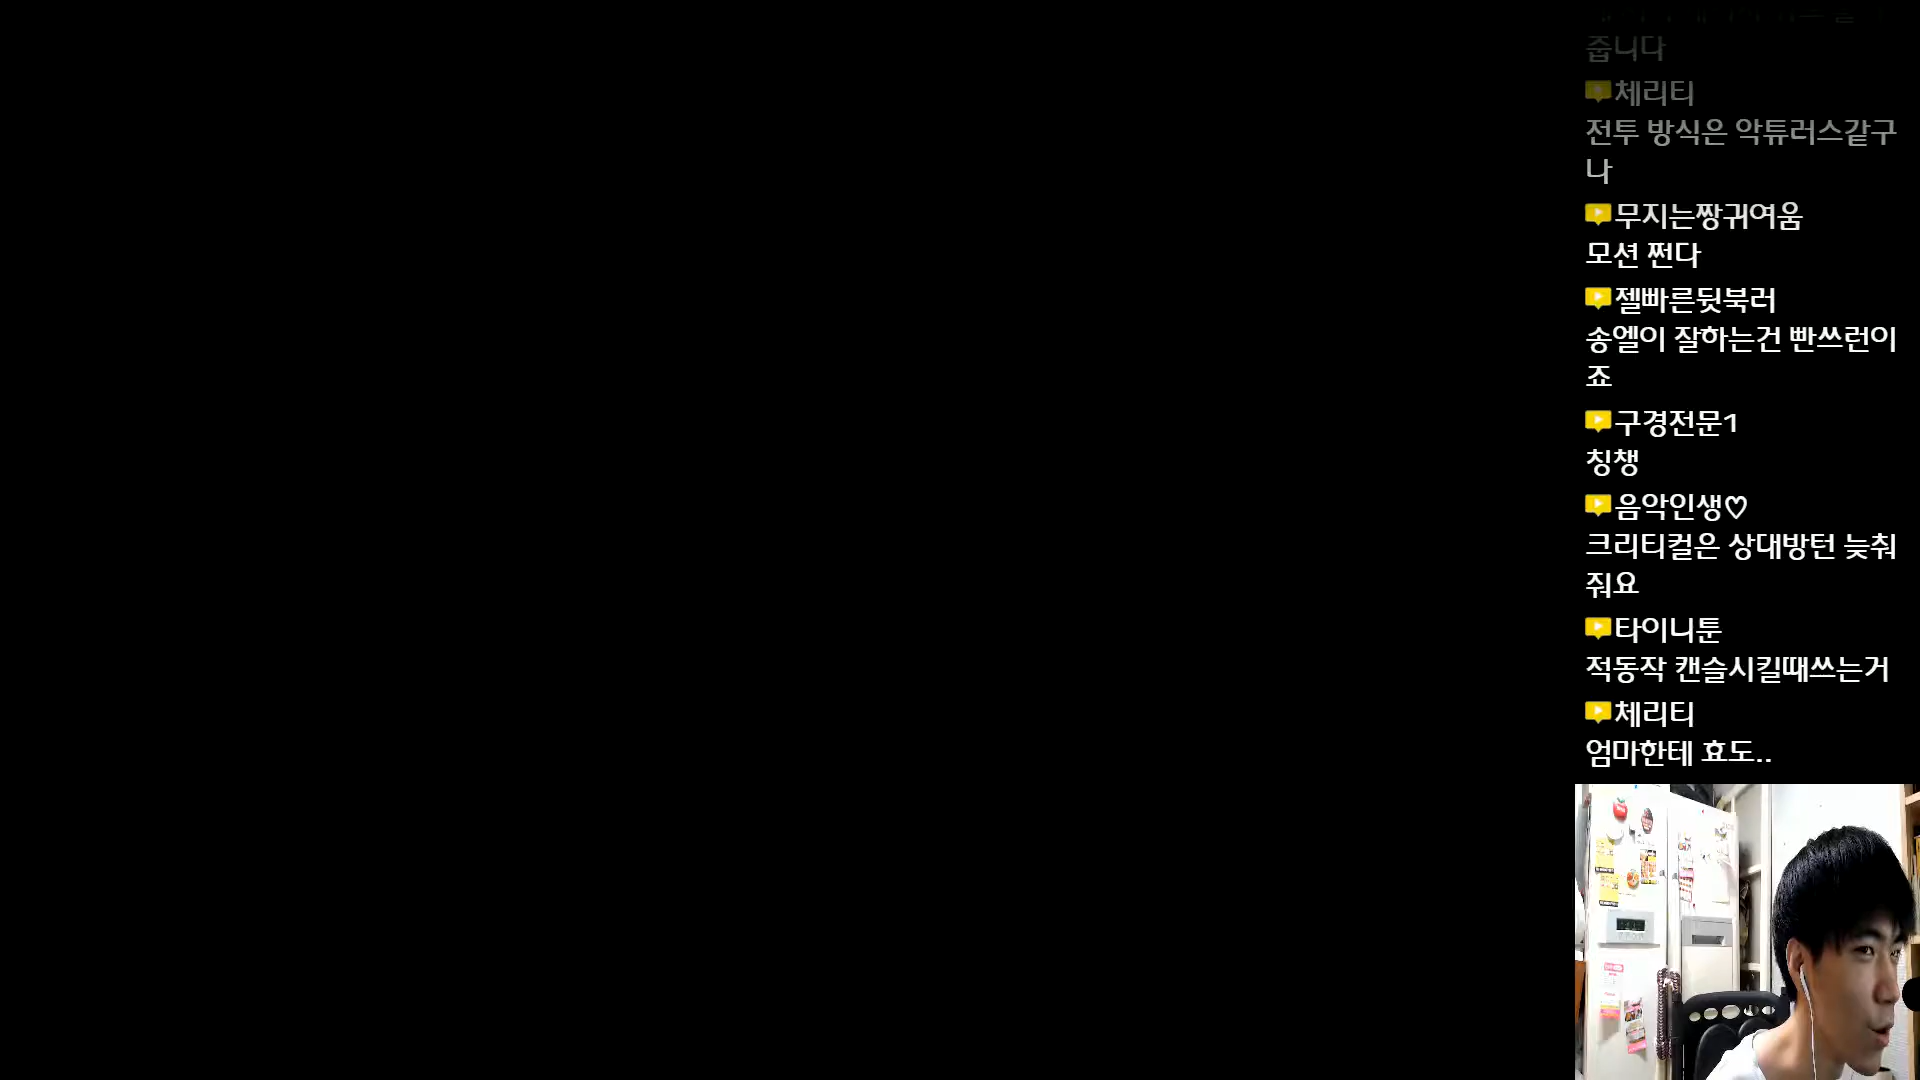 줍니다
체리티
전투 방식은 악튜러스같구
나
무지는짱귀여움
모션 쩐다
젤빠른뒷북러
송엘이 잘하는건 빤쓰런이
죠
구경전문1
칭챙
음악인생♡
크리티컬은 상대방턴 늦춰
줘요
타이니툰
적동작 캔슬시킬때쓰는거
체리티
엄마한테 효도..